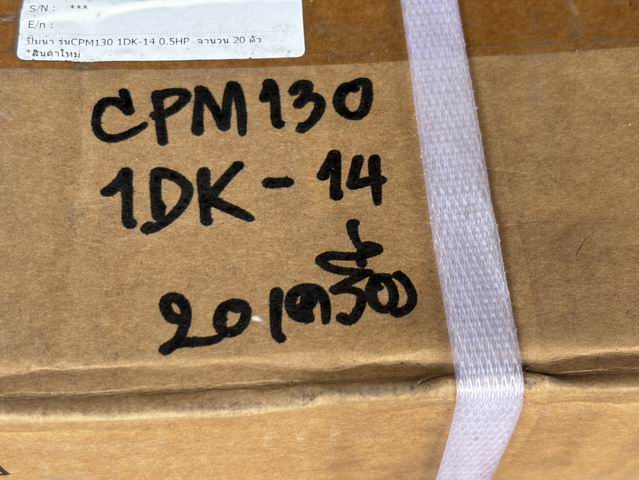 S/N : ***
E/n :
ปั๊มน้ำ รุ่นCPM130 1DK-14 0.5HP จำนวน 20 ตัว
*สินค้าใหม่
CPM130
1DK-14
20 เครื่อง